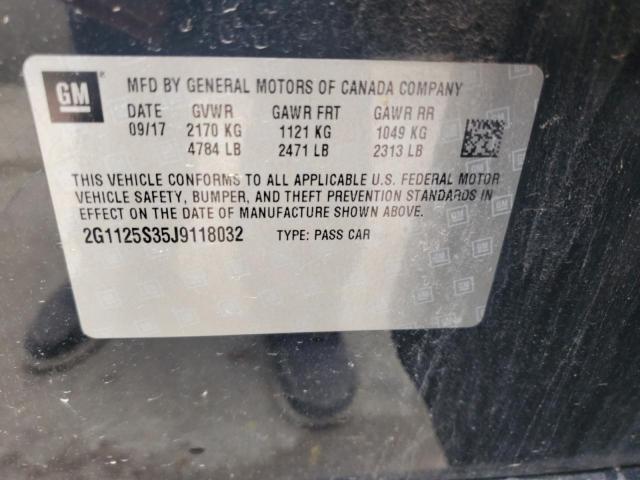 GM
MFD BY GENERAL MOTORS OF CANADA COMPANY
DATE GVWR GAWR FRT GAWR RR
09/17 2170 KG 1121 KG 1049 KG
4784 LB 2471 LB 2313 LB
THIS VEHICLE CONFORMS TO ALL APPLICABLE U.S. FEDERAL MOTOR
VEHICLE SAFETY, BUMPER, AND THEFT PREVENTION STANDARDS IN
EFFECT ON THE DATE OF MANUFACTURE SHOWN ABOVE.
2G1125S35J9118032 TYPE: PASS CAR